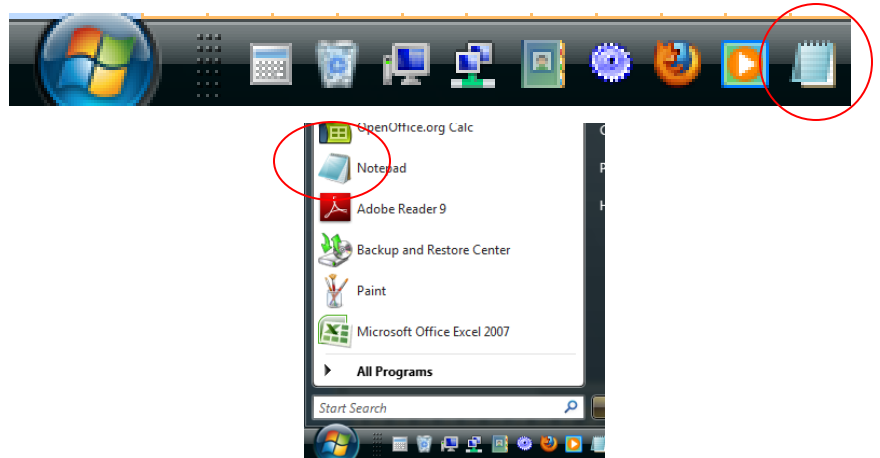 OpenOffice.org Calc
Notepad
Adobe Reader 9
Backup and Restore Center
Paint
Microsoft Office Excel 2007
All Programs
Start Search